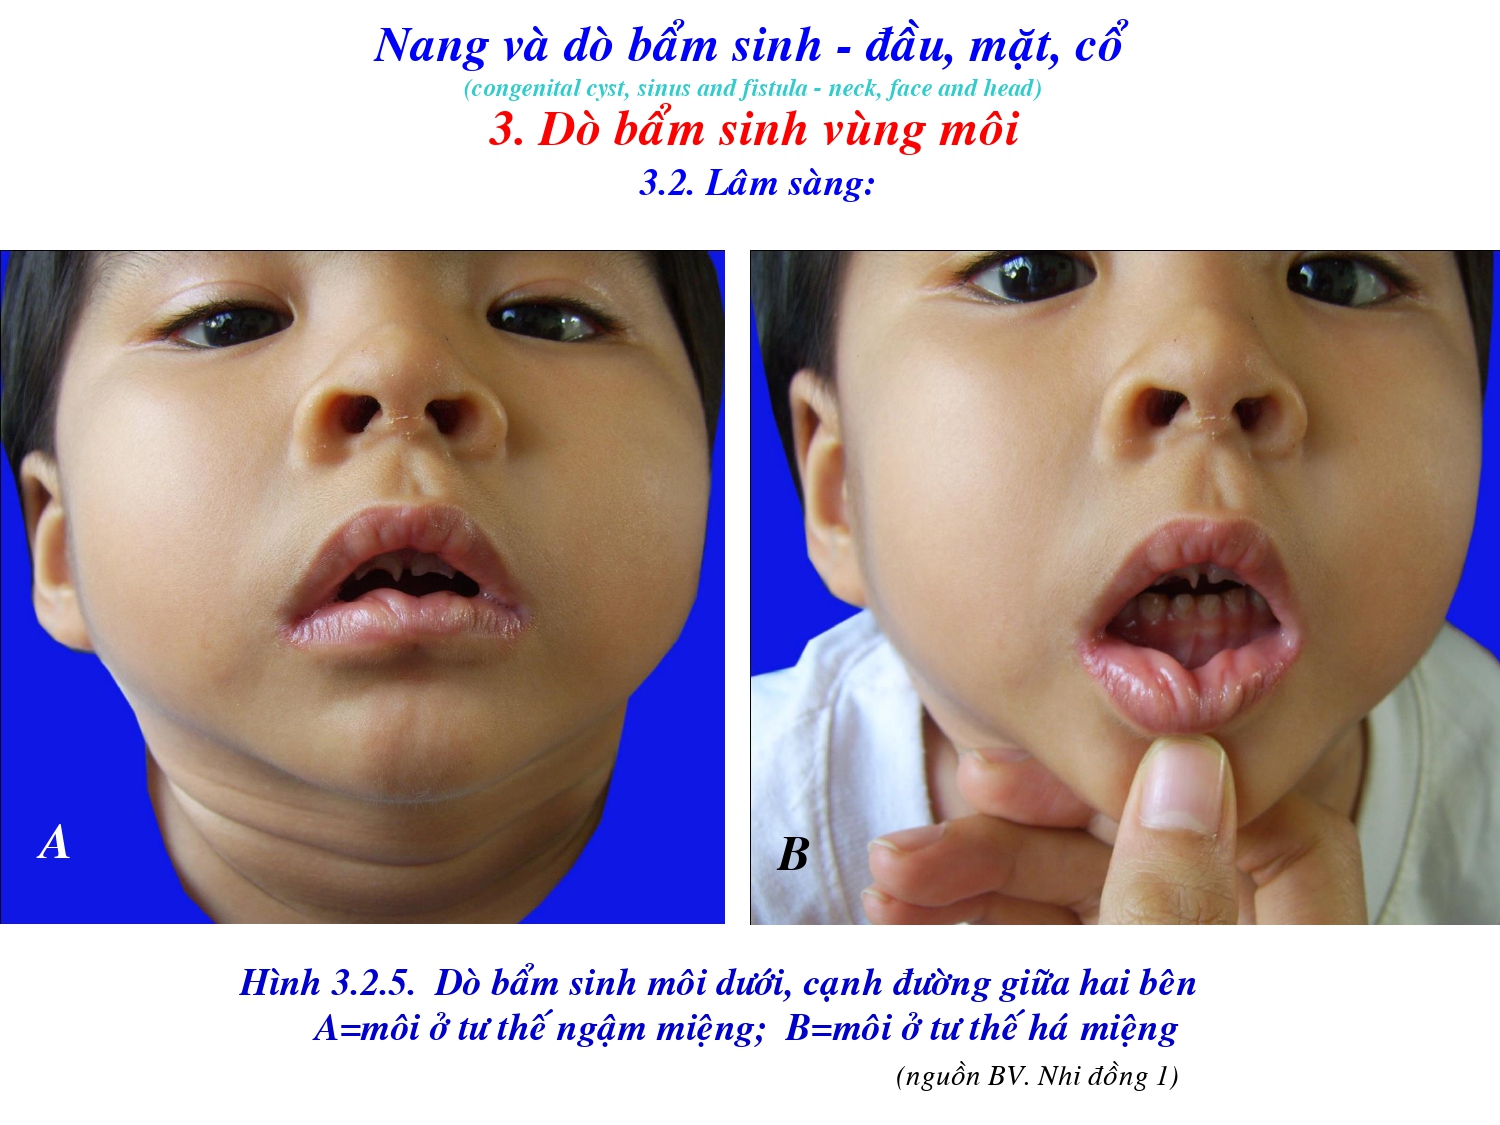 Nang và dò bẩm sinh - đầu, mặt, cổ
(congenital cyst, sinus and fistula - neck, face and head)
3. Dò bẩm sinh vùng môi
3.2. Lâm sàng:
A
B
Hình 3.2.5. Dò bẩm sinh môi dưới, cạnh đường giữa hai bên
A=môi ở tư thế ngậm miệng; B=môi ở tư thế há miệng
(nguồn BV. Nhi đồng 1)